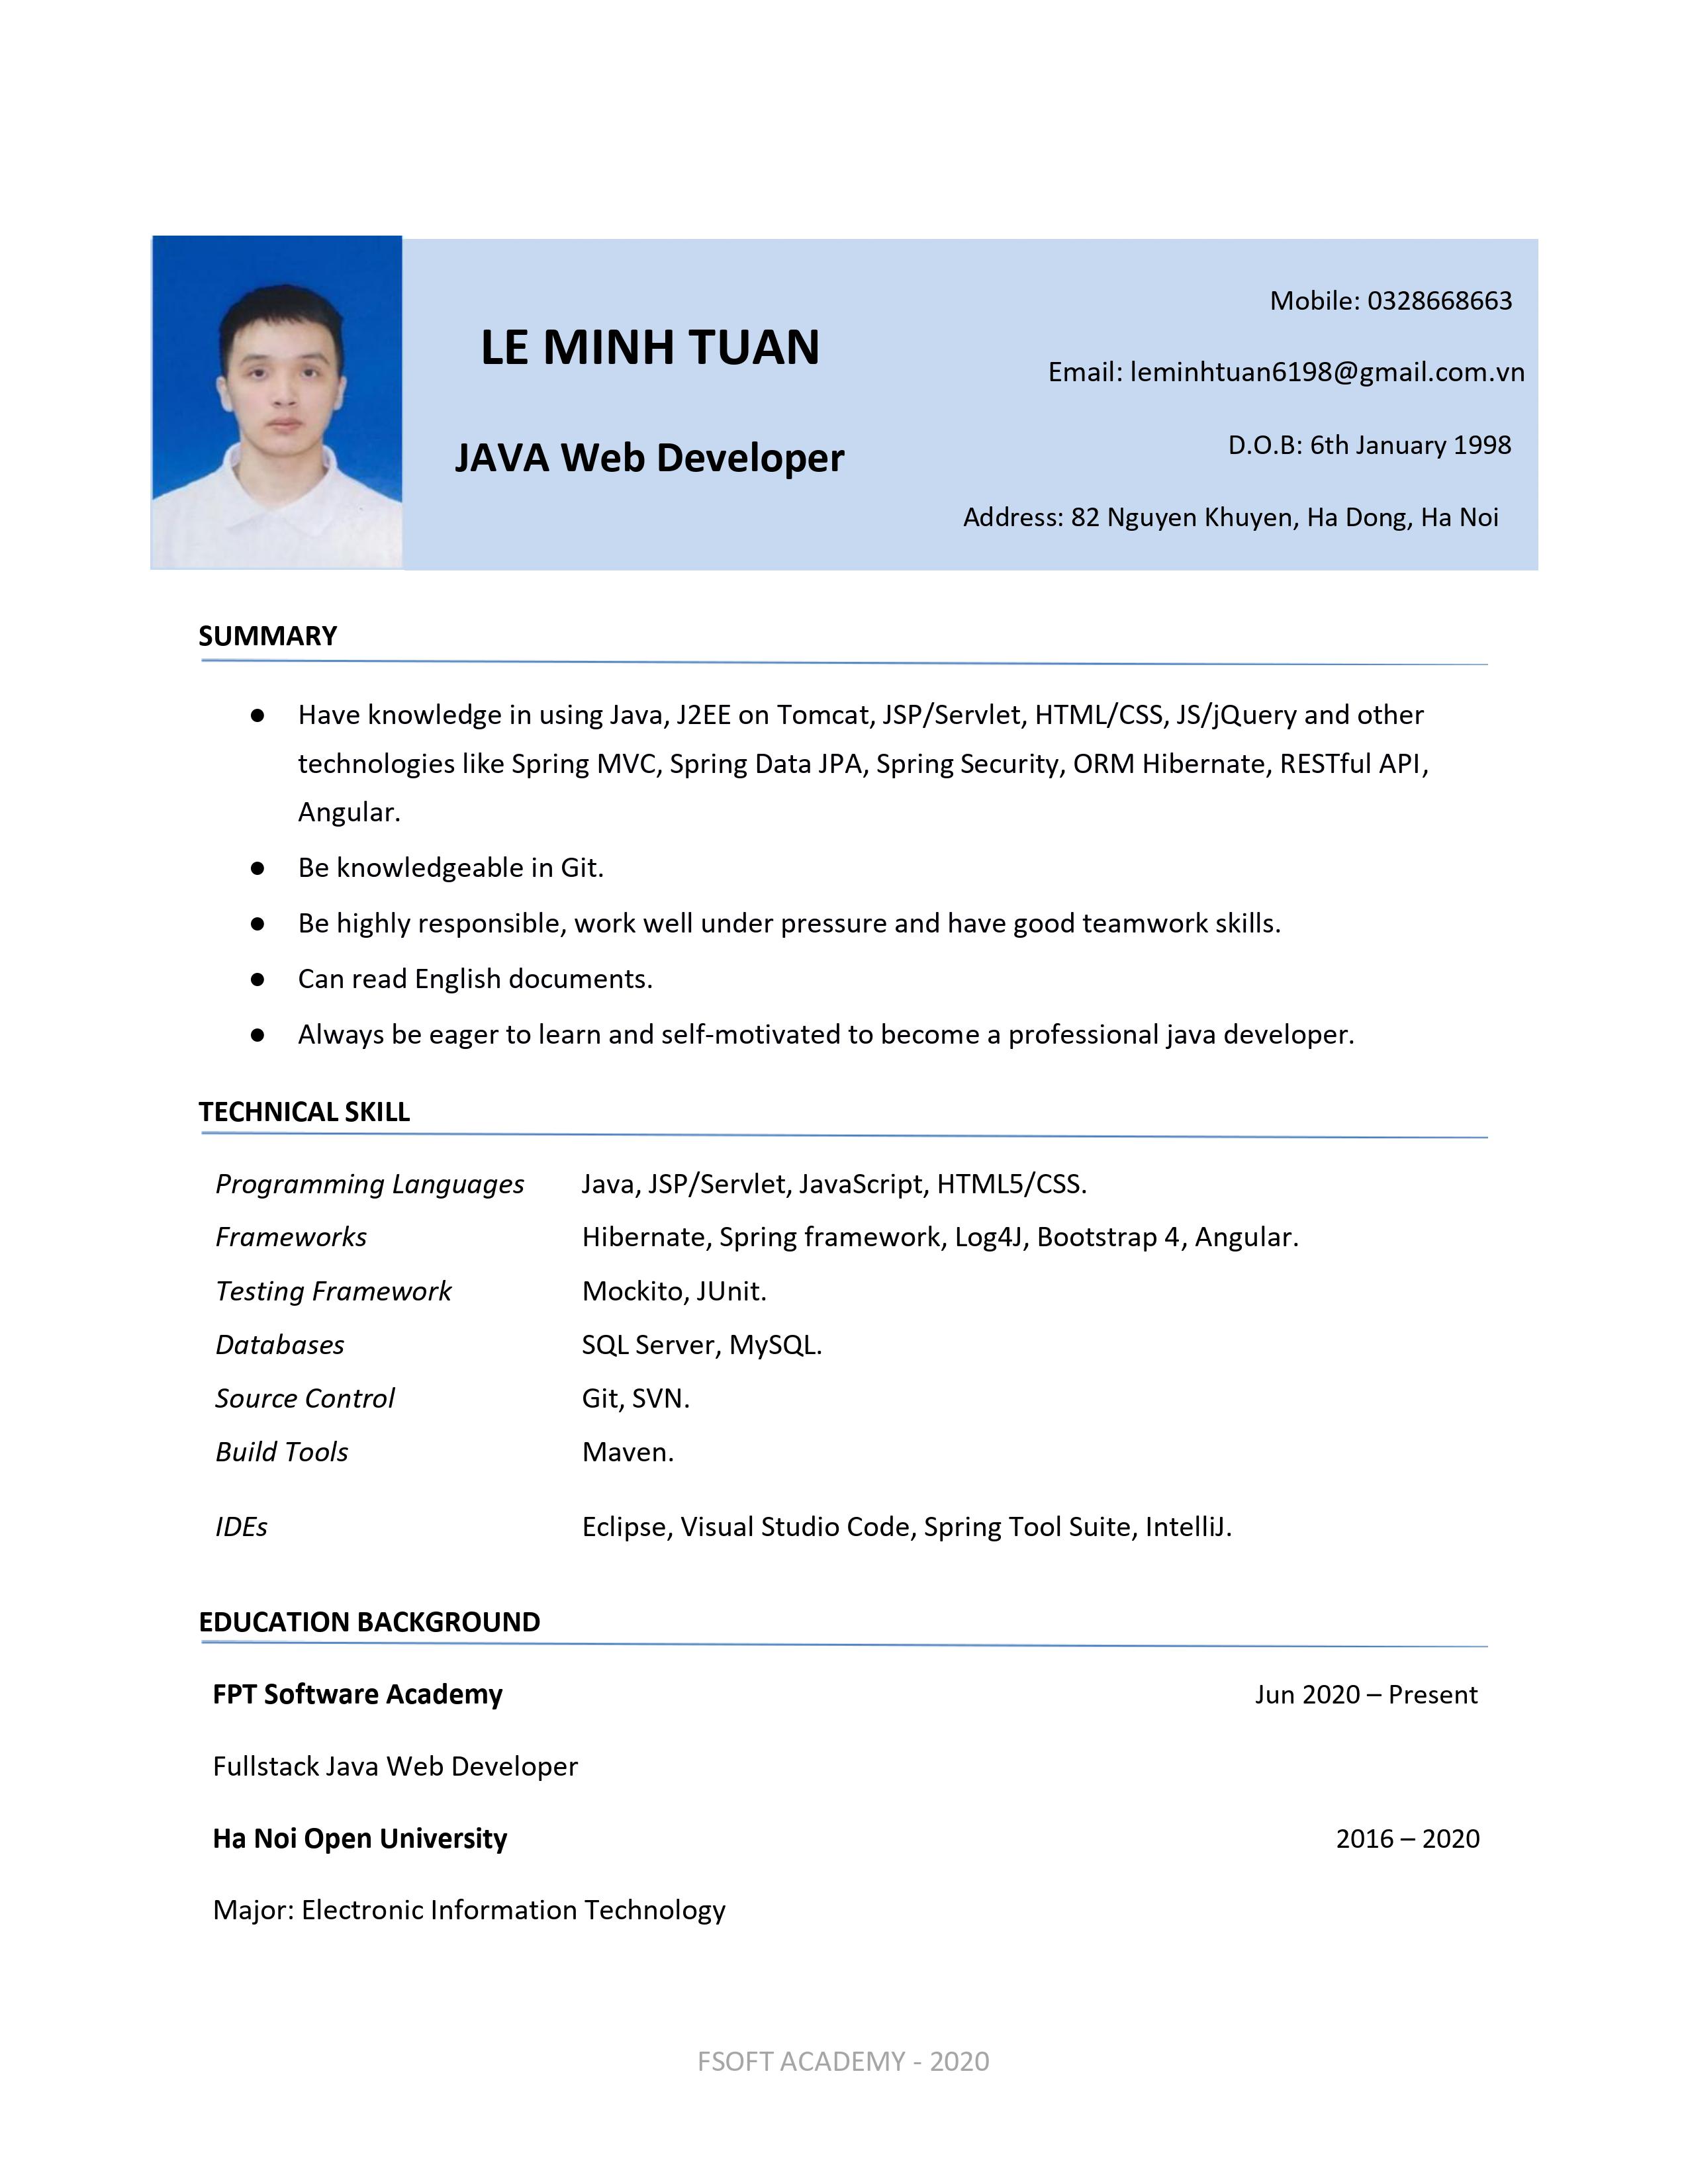 LE MINH TUAN
JAVA Web Developer
Mobile: 0328668663
Email: leminhtuan6198@gmail.com.vn
D.O.B: 6th January 1998
Address: 82 Nguyen Khuyen, Ha Dong, Ha Noi
SUMMARY
● Have knowledge in using Java, J2EE on Tomcat, JSP/Servlet, HTML/CSS, JS/jQuery and other
technologies like Spring MVC, Spring Data JPA, Spring Security, ORM Hibernate, RESTful API,
Angular.
● Be knowledgeable in Git.
● Be highly responsible, work well under pressure and have good teamwork skills.
● Can read English documents.
● Always be eager to learn and self-motivated to become a professional java developer.
TECHNICAL SKILL
Programming Languages Java, JSP/Servlet, JavaScript, HTML5/CSS.
Frameworks Hibernate, Spring framework, Log4J, Bootstrap 4, Angular.
Testing Framework Mockito, JUnit.
Databases SQL Server, MySQL.
Source Control Git, SVN.
Build Tools Maven.
IDEs Eclipse, Visual Studio Code, Spring Tool Suite, IntelliJ.
EDUCATION BACKGROUND
FPT Software Academy Jun 2020 – Present
Fullstack Java Web Developer
Ha Noi Open University 2016 – 2020
Major: Electronic Information Technology
FSOFT ACADEMY - 2020